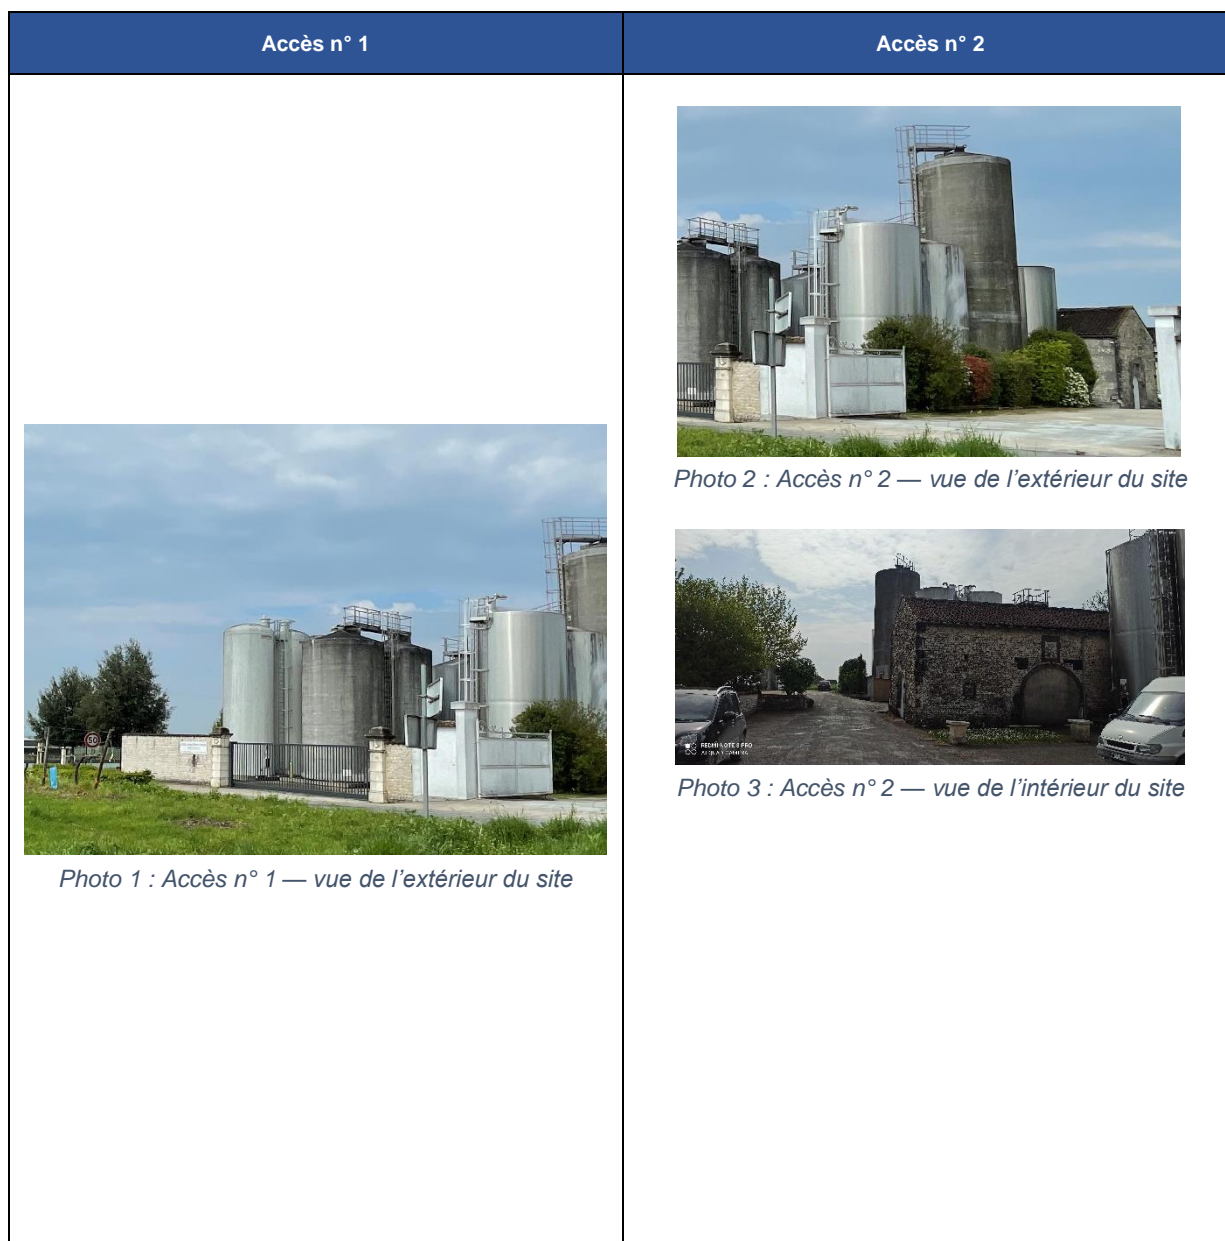 Accès n° 1
Accès n° 2
Photo 2 : Accès n° 2 — vue de l’extérieur du site
50
Photo 1 : Accès n° 1 — vue de l’extérieur du site
REDMI NOTE 8 PRO
Photo 3 : Accès n° 2 — vue de l’intérieur du site